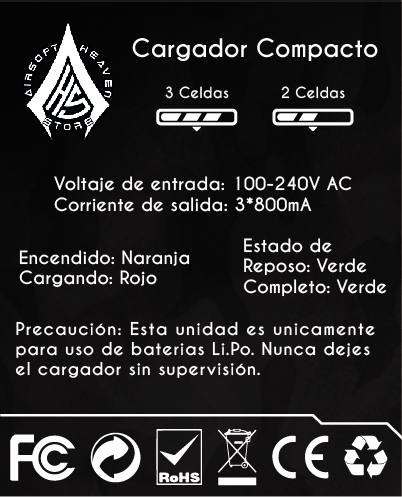 AIRSOFT HEAVEN
HS
STORE
Cargador Compacto
3 Celdas
2 Celdas
Voltaje de entrada: 100-240V AC
Corriente de salida: 3*800mA
Encendido: Naranja
Cargando: Rojo
Estado de
Reposo: Verde
Completo: Verde
Precaución: Esta unidad es unicamente
para uso de baterias Li.Po. Nunca dejes
el cargador sin supervisión.
FC
RoHS
CE